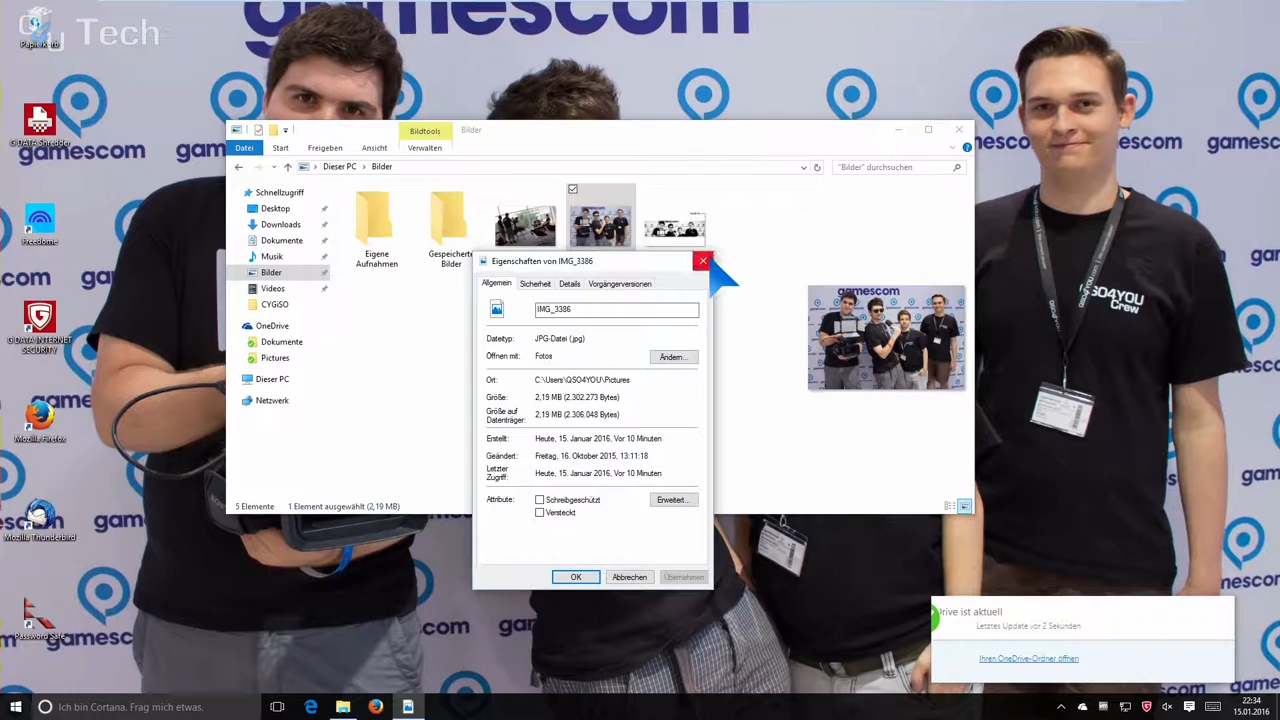 Tech
gamescom
Papierkorb
G DATA Shredder
gamescom
Freedome
G DATA INTERNET
SECURITY
Mozilla Firefox
Mozilla Thunderbird
Password Safe
Bildtools
Bilder
Datei
Start
Freigeben
Ansicht
Verwalten
Dieser PC
Bilder
"Bilder" durchsuchen
Schnellzugriff
Desktop
Downloads
Dokumente
Musik
Bilder
Videos
CYGiSO
OneDrive
Dokumente
Pictures
Dieser PC
Netzwerk
Eigene
Aufnahmen
Gespeicherte
Bilder
5 Elemente
1 Element ausgewählt (2,19 MB)
Eigenschaften von IMG_3386
Allgemein
Sicherheit
Details
Vorgängerversionen
IMG_3386
Dateityp:
JPG-Datei (.jpg)
Öffnen mit:
Fotos
Ändern...
Ort:
C:\Users\QSO4YOU\Pictures
Größe:
2,19 MB (2.302.273 Bytes)
Größe auf
Datenträger:
2,19 MB (2.306.048 Bytes)
Erstellt:
Heute, 15. Januar 2016, Vor 10 Minuten
Geändert:
Freitag, 16. Oktober 2015, 13:11:18
Letzter
Zugriff:
Heute, 15. Januar 2016, Vor 10 Minuten
Attribute:
Schreibgeschützt
Erweitert...
Versteckt
OK
Abbrechen
Übernehmen
QSO4YOU
Crew
gamescom
gamescom
gamescom
Drive ist aktuell
Letztes Update vor 2 Sekunden
Ihren OneDrive-Ordner öffnen
Ich bin Cortana. Frag mich etwas.
22:34
15.01.2016